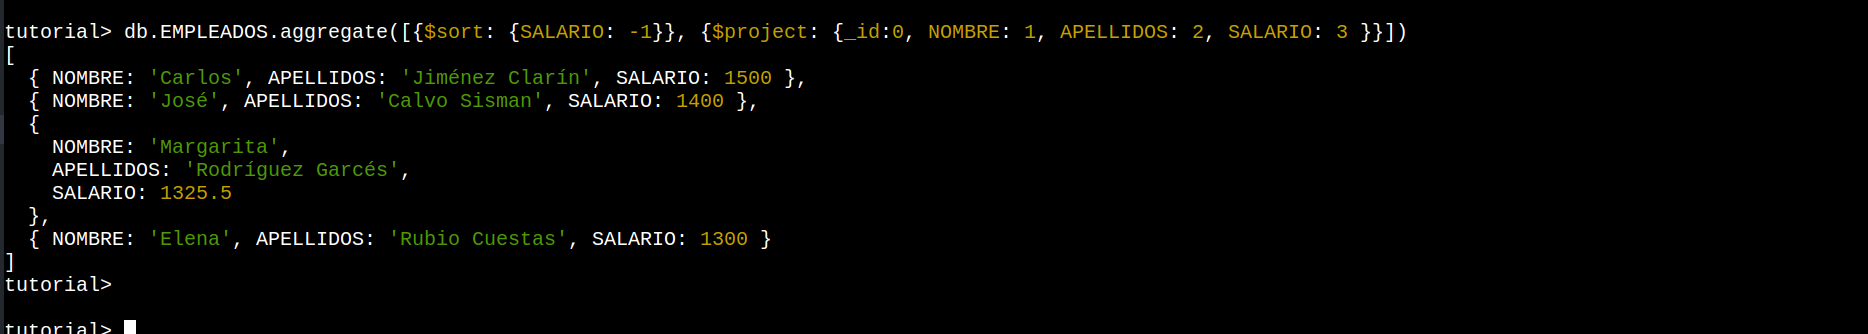 tutorial> db.EMPLEADOS.aggregate([{$sort: {SALARIO: -1}}, {$project: {_id:0, NOMBRE: 1, APELLIDOS: 2, SALARIO: 3 }}])
[
  { NOMBRE: 'Carlos', APELLIDOS: 'Jiménez Clarín', SALARIO: 1500 },
  { NOMBRE: 'José', APELLIDOS: 'Calvo Sisman', SALARIO: 1400 },
  {
    NOMBRE: 'Margarita',
    APELLIDOS: 'Rodríguez Garcés',
    SALARIO: 1325.5
  },
  { NOMBRE: 'Elena', APELLIDOS: 'Rubio Cuestas', SALARIO: 1300 }
]
tutorial>
tutorial>